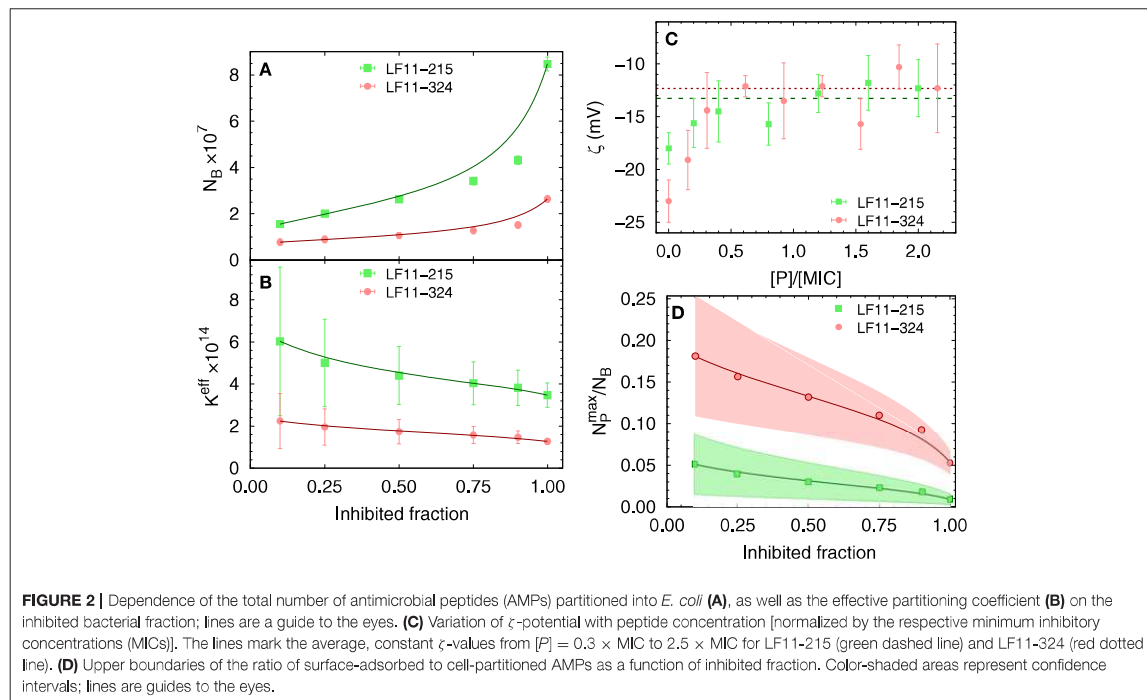 A
LF11−215
LF11−324
8
6
4
2
0
N_B ×10^7
B
LF11−215
LF11−324
8
6
4
2
0
K^eff ×10^14
0.00 0.25 0.50 0.75 1.00
Inhibited fraction
C
−10
−15
−20
−25
ζ (mV)
LF11−215
LF11−324
0.0 0.5 1.0 1.5 2.0
[P]/[MIC]
D
LF11−215
LF11−324
0.25
0.20
0.15
0.10
0.05
0.00
N_P^max/N_B
0.00 0.25 0.50 0.75 1.00
Inhibited fraction
FIGURE 2 | Dependence of the total number of antimicrobial peptides (AMPs) partitioned into E. coli (A), as well as the effective partitioning coefficient (B) on the
inhibited bacterial fraction; lines are a guide to the eyes. (C) Variation of ζ-potential with peptide concentration [normalized by the respective minimum inhibitory
concentrations (MICs)]. The lines mark the average, constant ζ-values from [P] = 0.3 × MIC to 2.5 × MIC for LF11-215 (green dashed line) and LF11-324 (red dotted
line). (D) Upper boundaries of the ratio of surface-adsorbed to cell-partitioned AMPs as a function of inhibited fraction. Color-shaded areas represent confidence
intervals; lines are guides to the eyes.